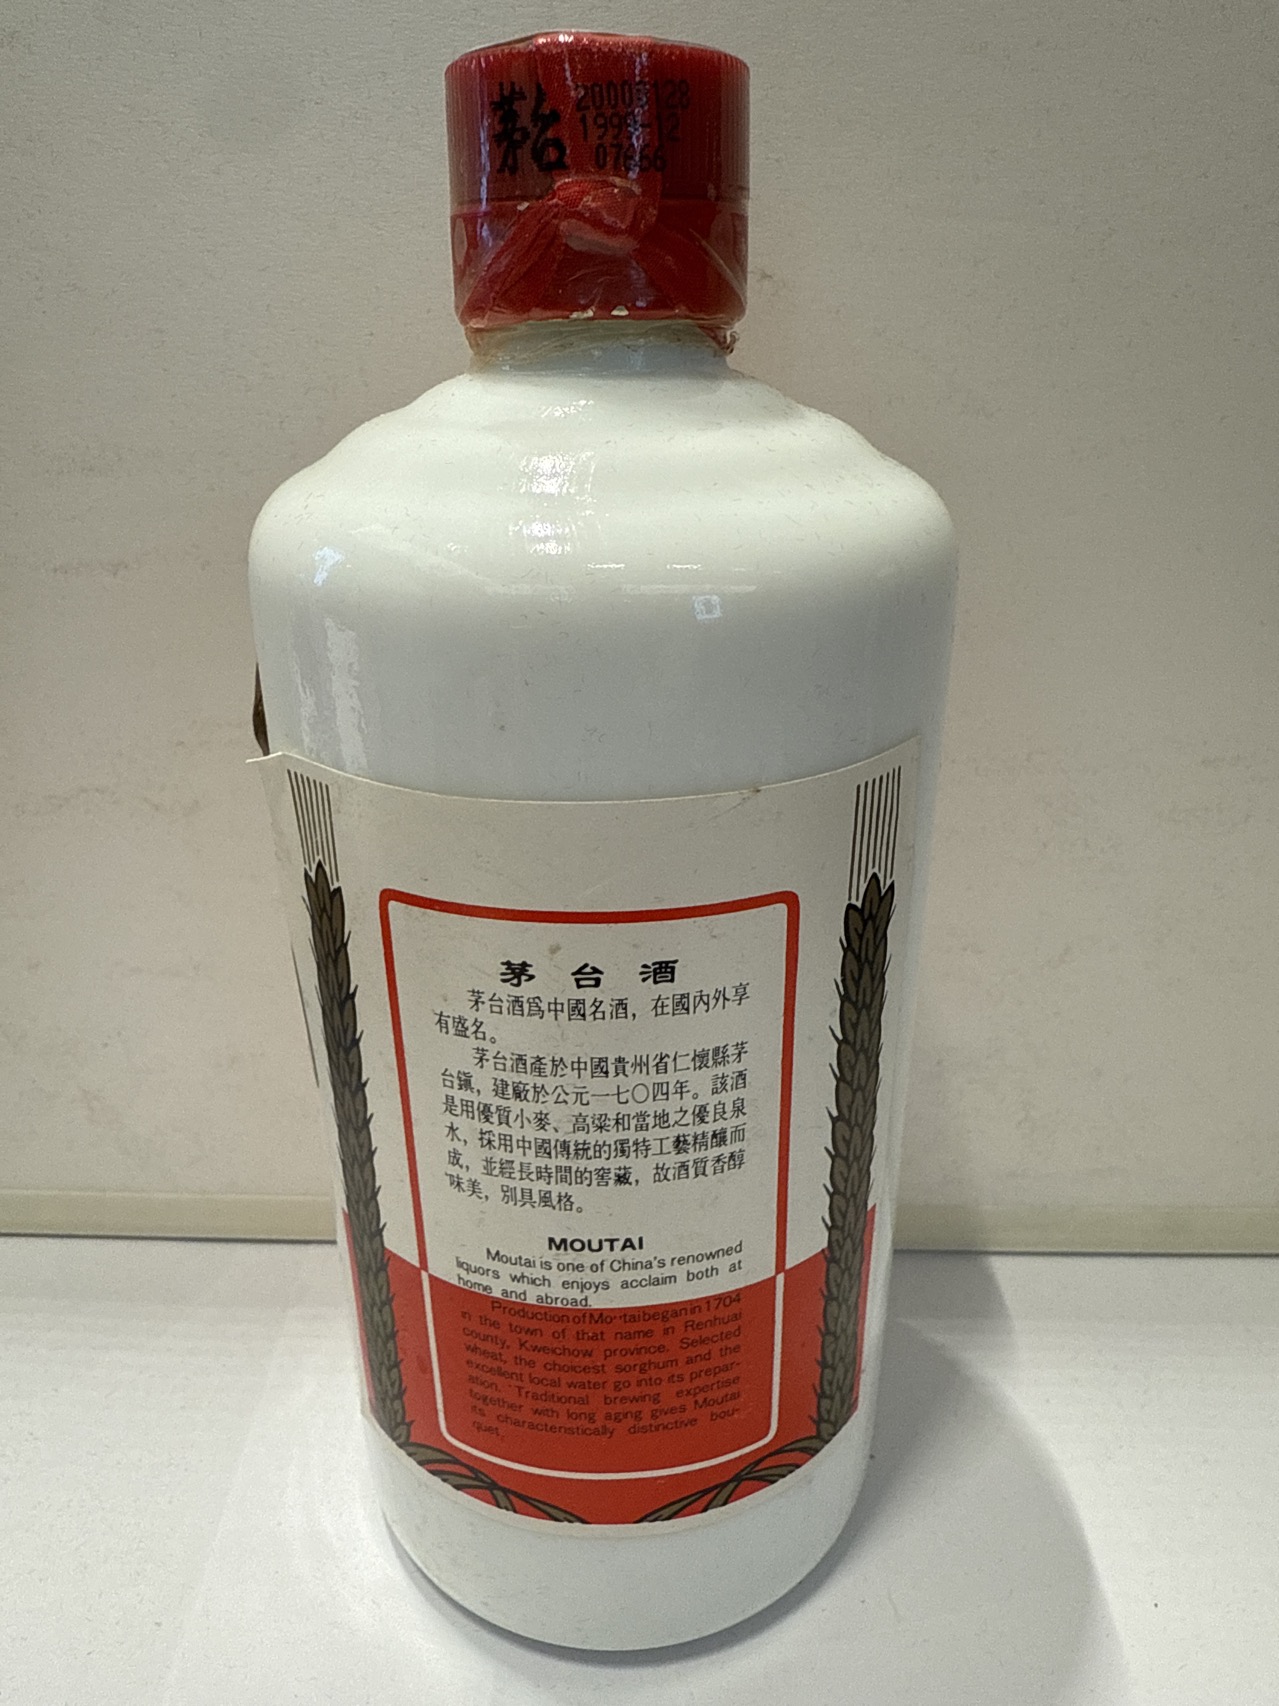 茅台
20000128
1999-12
07666
茅台酒
茅台酒爲中國名酒，在國內外享
有盛名。
茅台酒產於中國貴州省仁懷縣茅
台鎭，建廠於公元一七〇四年。該酒
是用優質小麥、高粱和當地之優良泉
水，採用中國傳統的獨特工藝精釀而
成，並經長時間的窖藏，故酒質香醇
味美，別具風格。
MOUTAI
Moutai is one of China's renowned
liquors which enjoys acclaim both at
home and abroad.
Production of Moutai began in 1704
in the town of that name in Renhuai
county, Kweichow province. Selected
wheat, the choicest sorghum and the
excellent local water go into its prepar-
ation. Traditional brewing expertise
together with long aging gives Moutai
its characteristically distinctive bou-
quet.